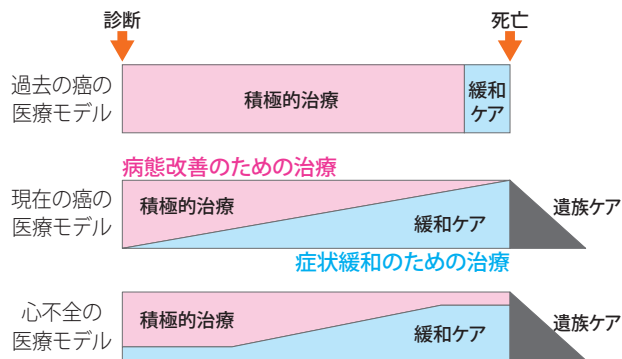 診断
死亡
過去の癌の
医療モデル
積極的治療
緩和
ケア
病態改善のための治療
現在の癌の
医療モデル
積極的治療
緩和ケア
遺族ケア
症状緩和のための治療
心不全の
医療モデル
積極的治療
緩和ケア
遺族ケア